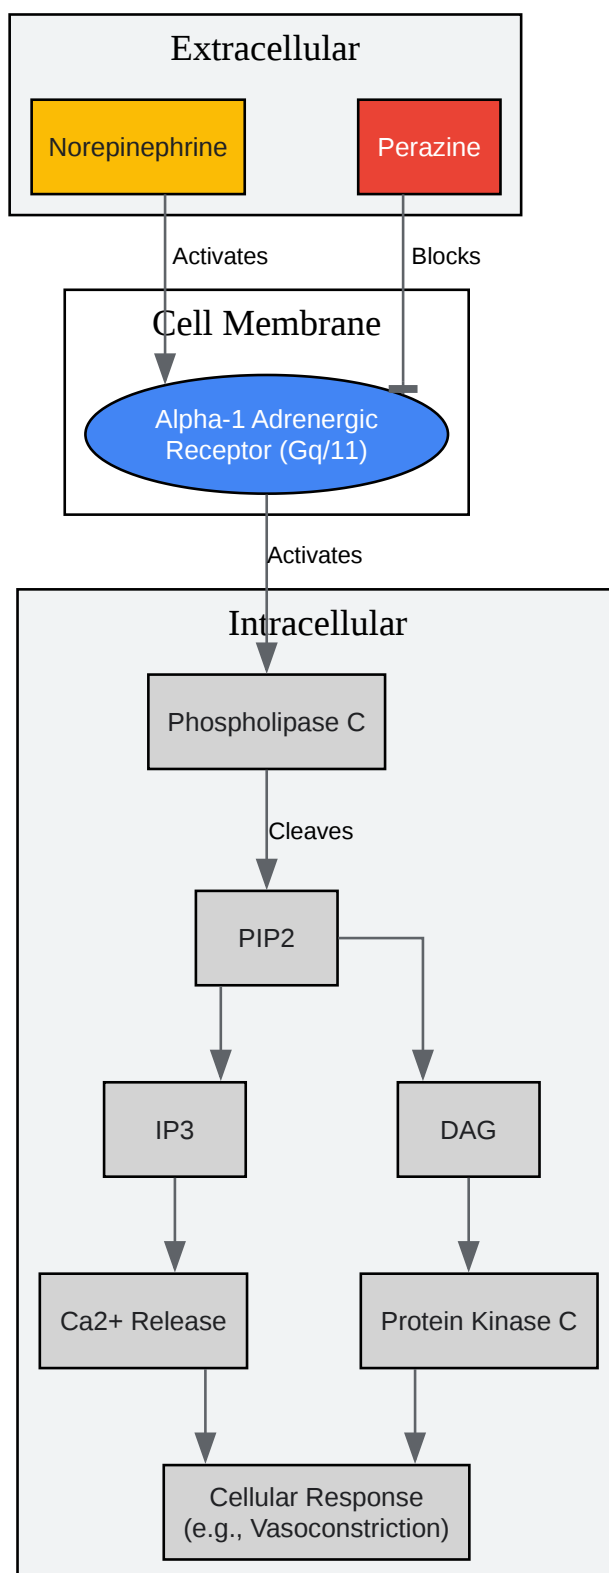 Extracellular
Norepinephrine
Perazine
Activates
Blocks
Cell Membrane
Alpha-1 Adrenergic
Receptor (Gq/11)
Activates
Intracellular
Phospholipase C
Cleaves
PIP2
IP3
DAG
Ca2+ Release
Protein Kinase C
Cellular Response
(e.g., Vasoconstriction)